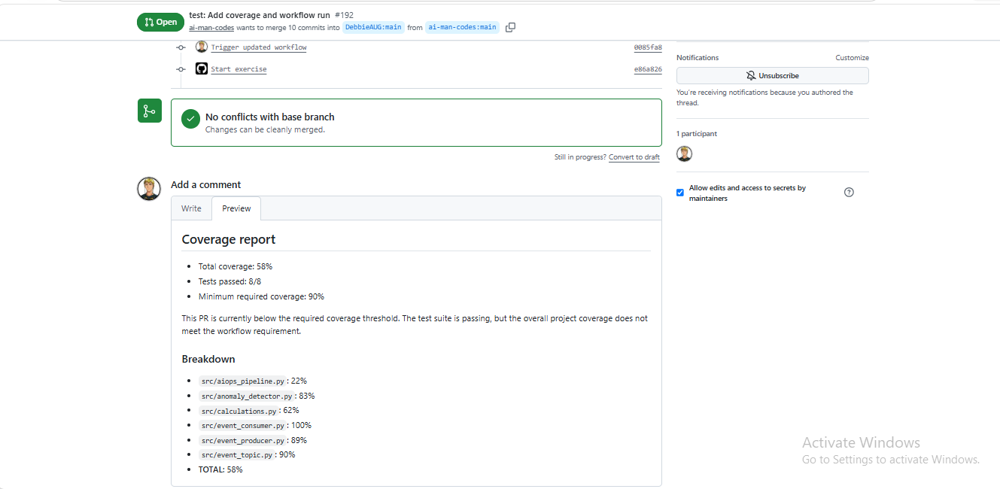 Open
test: Add coverage and workflow run #192
ai-man-codes wants to merge 10 commits into DebbieAUG:main from ai-man-codes:main
Trigger updated workflow 0085fa8
Start exercise e86a826
No conflicts with base branch
Changes can be cleanly merged.
Still in progress? Convert to draft
Add a comment
Write Preview
Coverage report
Total coverage: 58%
Tests passed: 8/8
Minimum required coverage: 90%
This PR is currently below the required coverage threshold. The test suite is passing, but the overall project coverage does not
meet the workflow requirement.
Breakdown
src/aiops_pipeline.py : 22%
src/anomaly_detector.py : 83%
src/calculations.py : 62%
src/event_consumer.py : 100%
src/event_producer.py : 89%
src/event_topic.py : 90%
TOTAL: 58%
Notifications Customize
Unsubscribe
You're receiving notifications because you authored the
thread.
1 participant
Allow edits and access to secrets by
maintainers
Activate Windows
Go to Settings to activate Windows.